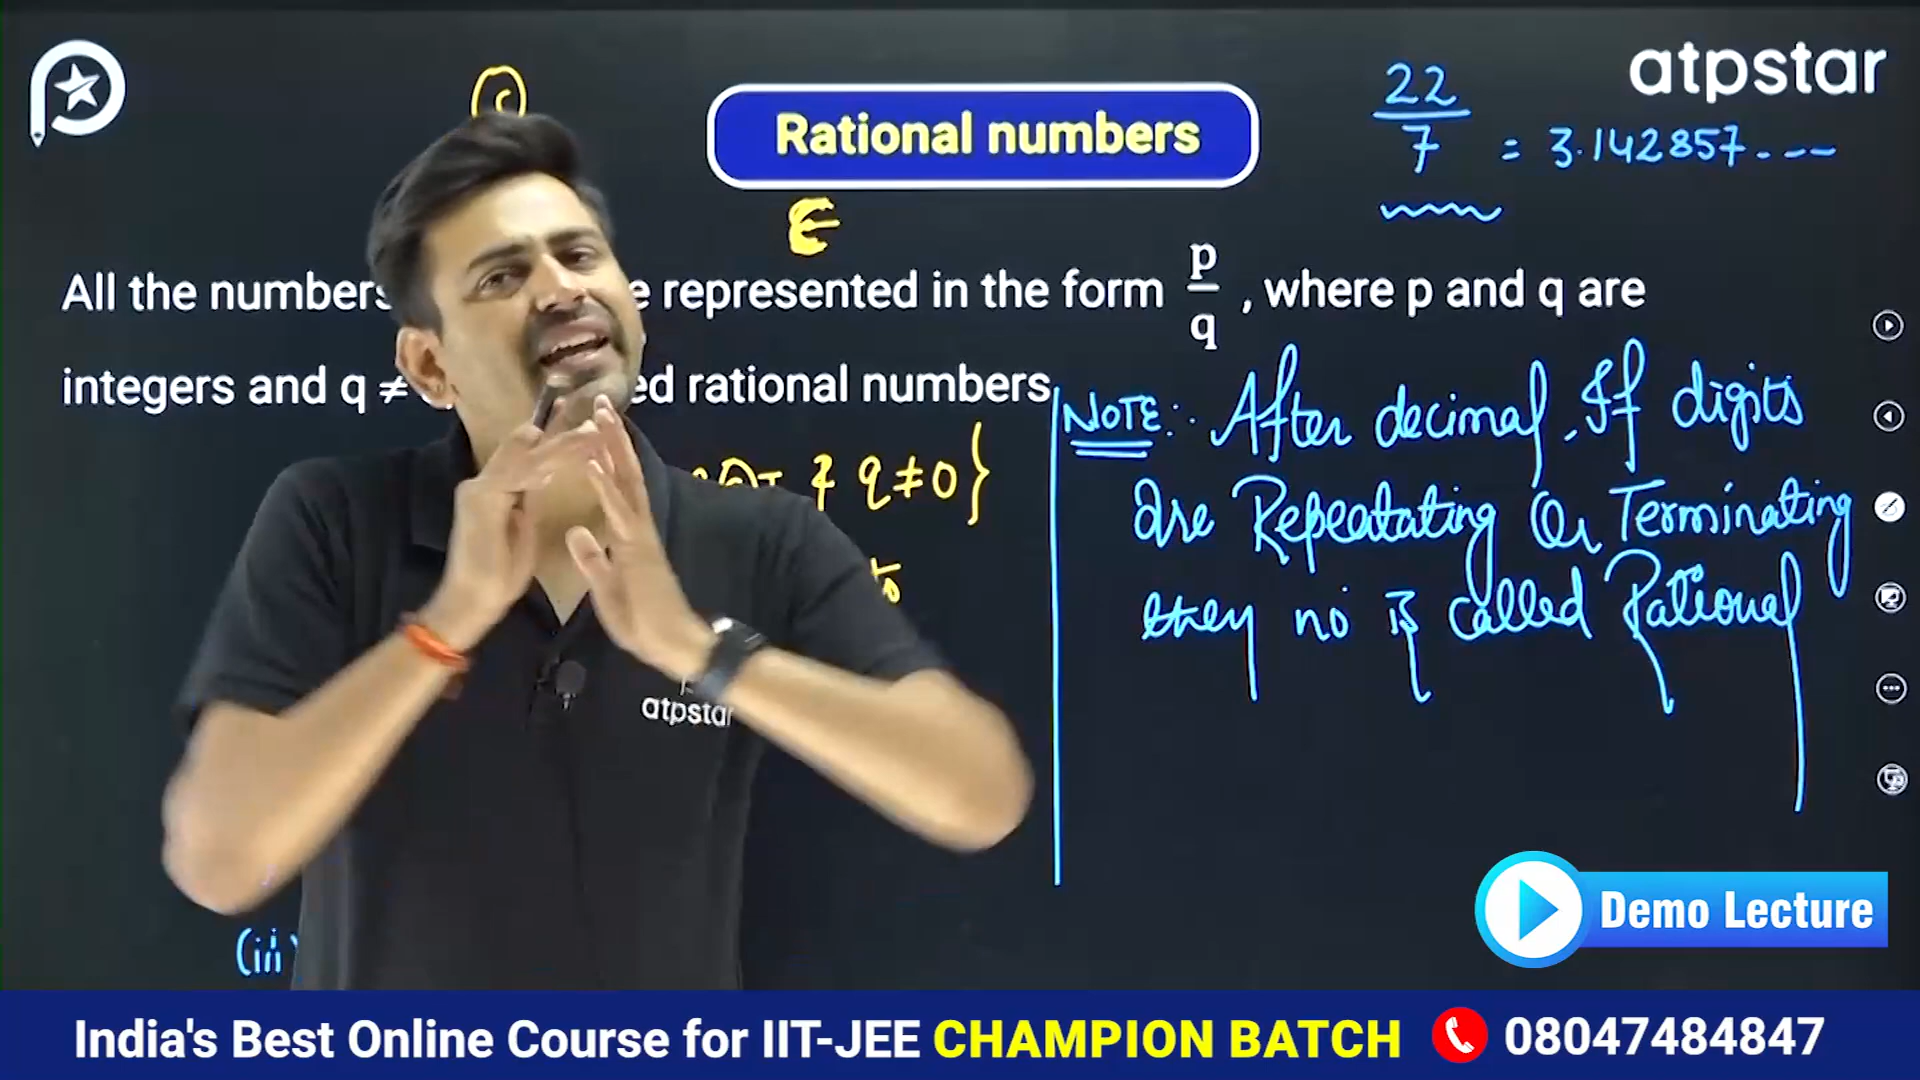 atpstar
Rational numbers
22
7
= 3.142857----
All the numbers e represented in the form p/q , where p and q are
integers and q ≠ ed rational numbers
& q≠0}
NOTE:- After decimal, If digits
are Repeatating Or Terminating
they no is called Rational
atpstar
(iii)
Demo Lecture
India's Best Online Course for IIT-JEE CHAMPION BATCH 08047484847